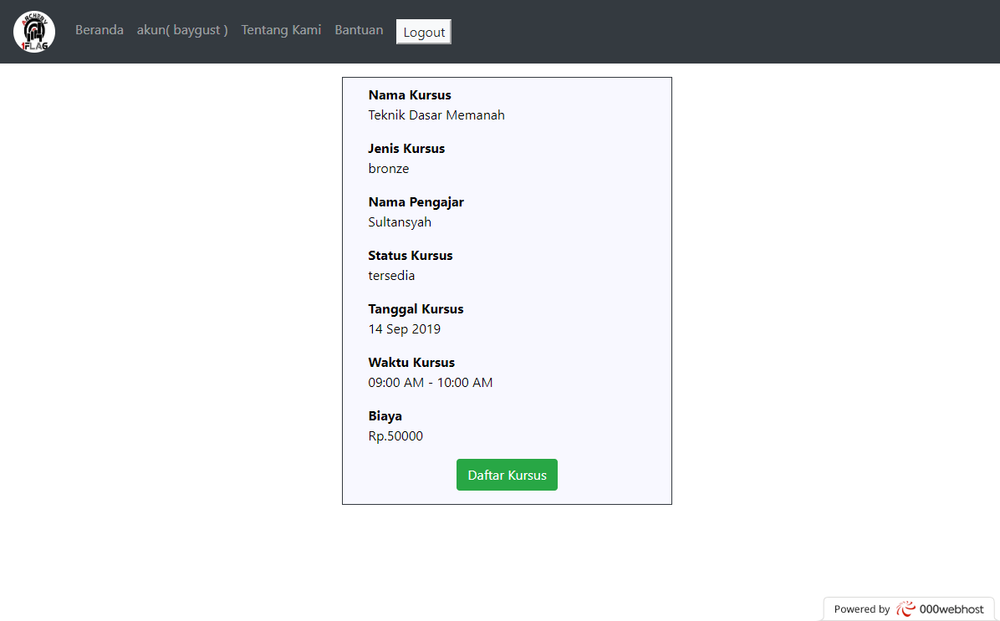 ARCHERY
1FLAG
Beranda akun( baygust ) Tentang Kami Bantuan Logout
Nama Kursus
Teknik Dasar Memanah
Jenis Kursus
bronze
Nama Pengajar
Sultansyah
Status Kursus
tersedia
Tanggal Kursus
14 Sep 2019
Waktu Kursus
09:00 AM - 10:00 AM
Biaya
Rp.50000
Daftar Kursus
Powered by 000webhost